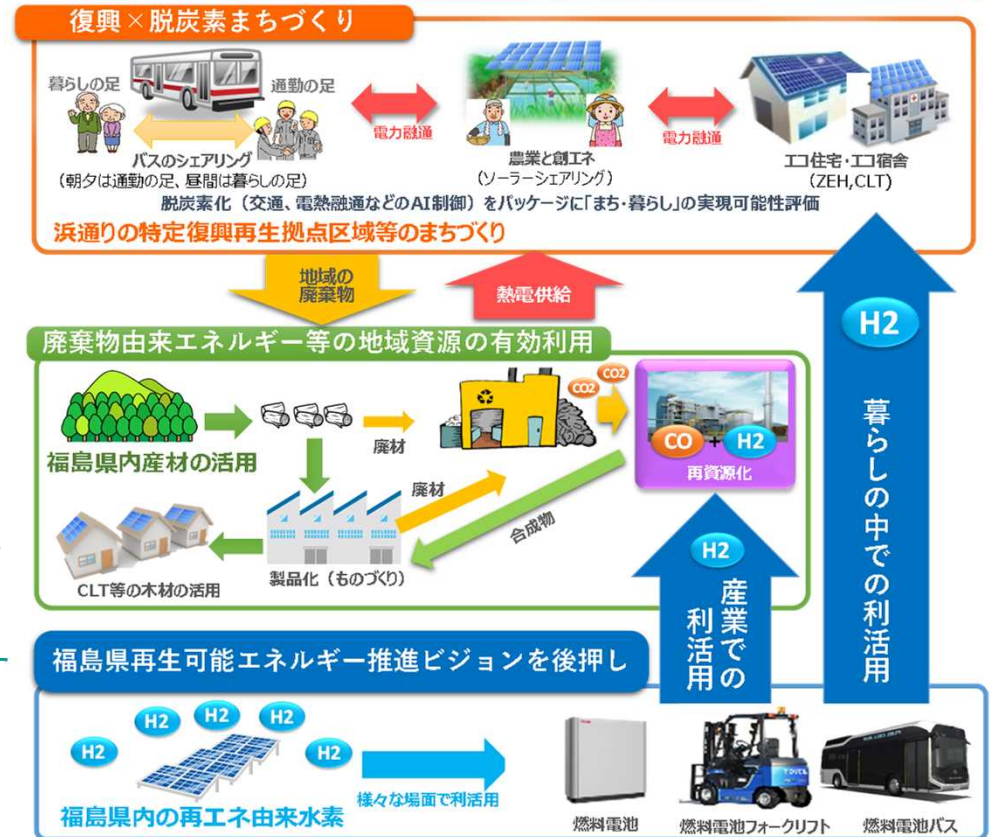 復興×脱炭素まちづくり
暮らしの足
通勤の足
バスのシェアリング
(朝夕は通勤の足、昼間は暮らしの足)
電力融通
農業と創エネ
(ソーラーシェアリング)
電力融通
エコ住宅・エコ宿舎
(ZEH,CLT)
脱炭素化(交通、電熱融通などのAI制御)をパッケージに「まち・暮らし」の実現可能性評価
浜通りの特定復興再生拠点区域等のまちづくり
地域の
廃棄物
熱電供給
廃棄物由来エネルギー等の地域資源の有効利用
福島県内産材の活用
廃材
CO2
CO2
CO + H2
再資源化
廃材
合成物
製品化(ものづくり)
CLT等の木材の活用
H2
産業での
利活用
H2
暮らしの中での利活用
福島県再生可能エネルギー推進ビジョンを後押し
H2
H2
H2
H2
福島県内の再エネ由来水素
様々な場面で利活用
燃料電池
燃料電池フォークリフト
燃料電池バス